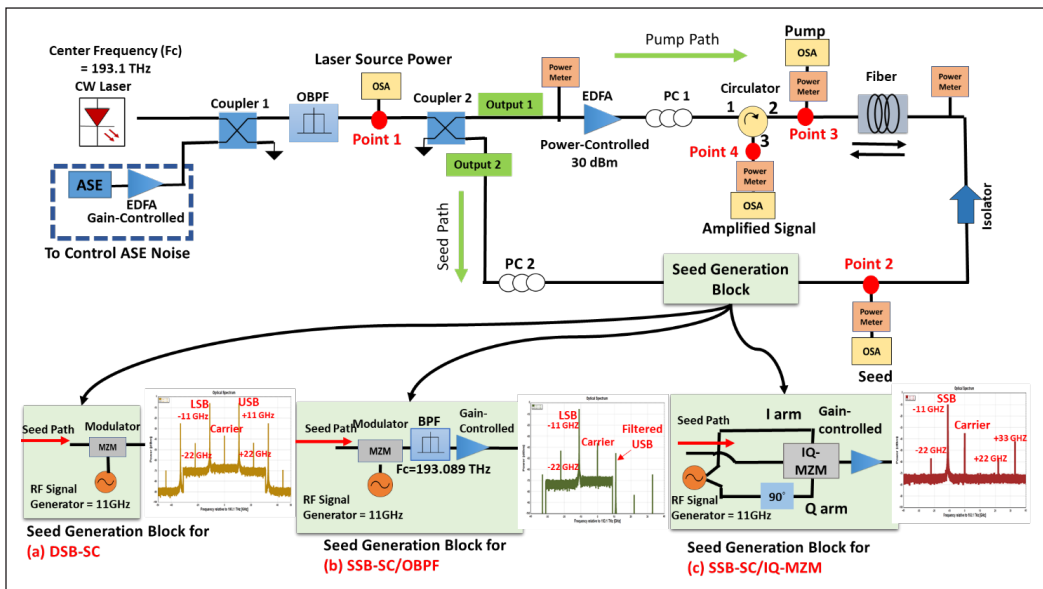 Center Frequency (Fc)
= 193.1 THz
CW Laser
Coupler 1
OBPF
Laser Source Power
OSA
Point 1
Coupler 2
Output 1
Output 2
Power
Meter
Pump Path
EDFA
Power-Controlled
30 dBm
PC 1
Circulator
1
2
3
Pump
OSA
Power
Meter
Point 3
Fiber
Power
Meter
Point 4
Power
Meter
OSA
Amplified Signal
ASE
EDFA
Gain-Controlled
To Control ASE Noise
Seed Path
PC 2
Seed Generation
Block
Isolator
Point 2
Power
Meter
OSA
Seed
Seed Path
Modulator
MZM
RF Signal
Generator = 11GHz
Optical Spectrum
LSB
USB
-11 GHz
+11 GHz
Carrier
-22 GHz
+22 GHz
Seed Generation Block for
(a) DSB-SC
Seed Path
Modulator
MZM
BPF
Gain-
Controlled
Fc=193.089 THz
RF Signal
Generator = 11GHz
Optical Spectrum
LSB
-11 GHz
Carrier
Filtered
USB
-22 GHz
Seed Generation Block for
(b) SSB-SC/OBPF
Seed Path
I arm
Gain-
controlled
IQ-
MZM
RF Signal
Generator = 11GHz
90°
Q arm
Optical Spectrum
SSB
-11 GHZ
Carrier
-22 GHZ
+33 GHZ
+22 GHZ
Seed Generation Block for
(c) SSB-SC/IQ-MZM